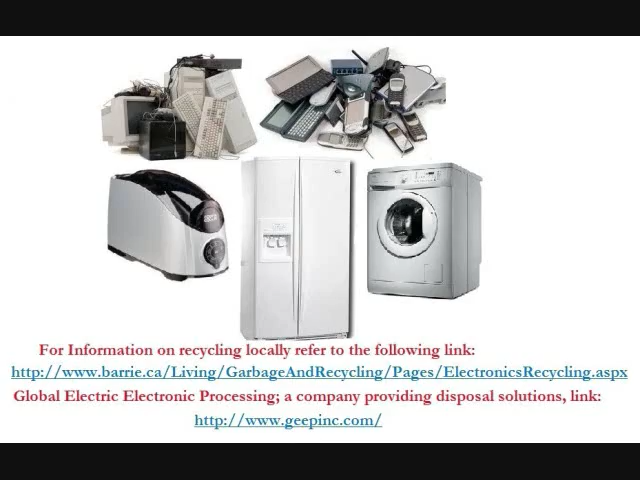 For Information on recycling locally refer to the following link:
http://www.barrie.ca/Living/GarbageAndRecycling/Pages/ElectronicsRecycling.aspx
Global Electric Electronic Processing; a company providing disposal solutions, link:
http://www.geepinc.com/